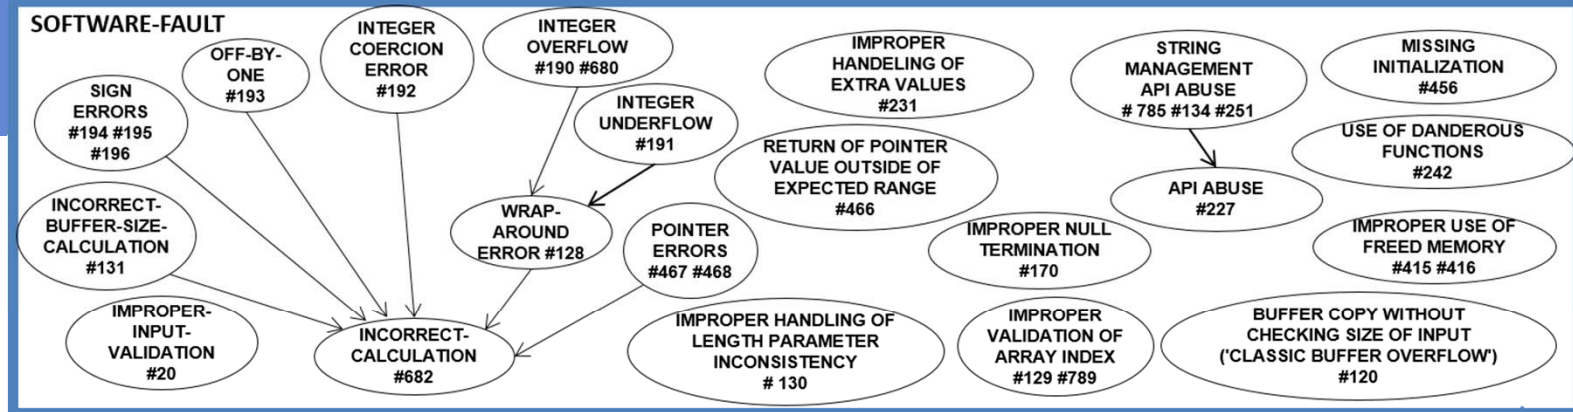 SOFTWARE-FAULT
SIGN
ERRORS
#194 #195
#196
OFF-BY-
ONE
#193
INTEGER
COERCION
ERROR
#192
INTEGER
OVERFLOW
#190 #680
INTEGER
UNDERFLOW
#191
IMPROPER
HANDELING OF
EXTRA VALUES
#231
STRING
MANAGEMENT
API ABUSE
# 785 #134 #251
MISSING
INITIALIZATION
#456
USE OF DANDEROUS
FUNCTIONS
#242
RETURN OF POINTER
VALUE OUTSIDE OF
EXPECTED RANGE
#466
API ABUSE
#227
INCORRECT-
BUFFER-SIZE-
CALCULATION
#131
WRAP-
AROUND
ERROR #128
POINTER
ERRORS
#467 #468
IMPROPER NULL
TERMINATION
#170
IMPROPER USE OF
FREED MEMORY
#415 #416
IMPROPER-
INPUT-
VALIDATION
#20
INCORRECT-
CALCULATION
#682
IMPROPER HANDLING OF
LENGTH PARAMETER
INCONSISTENCY
# 130
IMPROPER
VALIDATION OF
ARRAY INDEX
#129 #789
BUFFER COPY WITHOUT
CHECKING SIZE OF INPUT
('CLASSIC BUFFER OVERFLOW')
#120